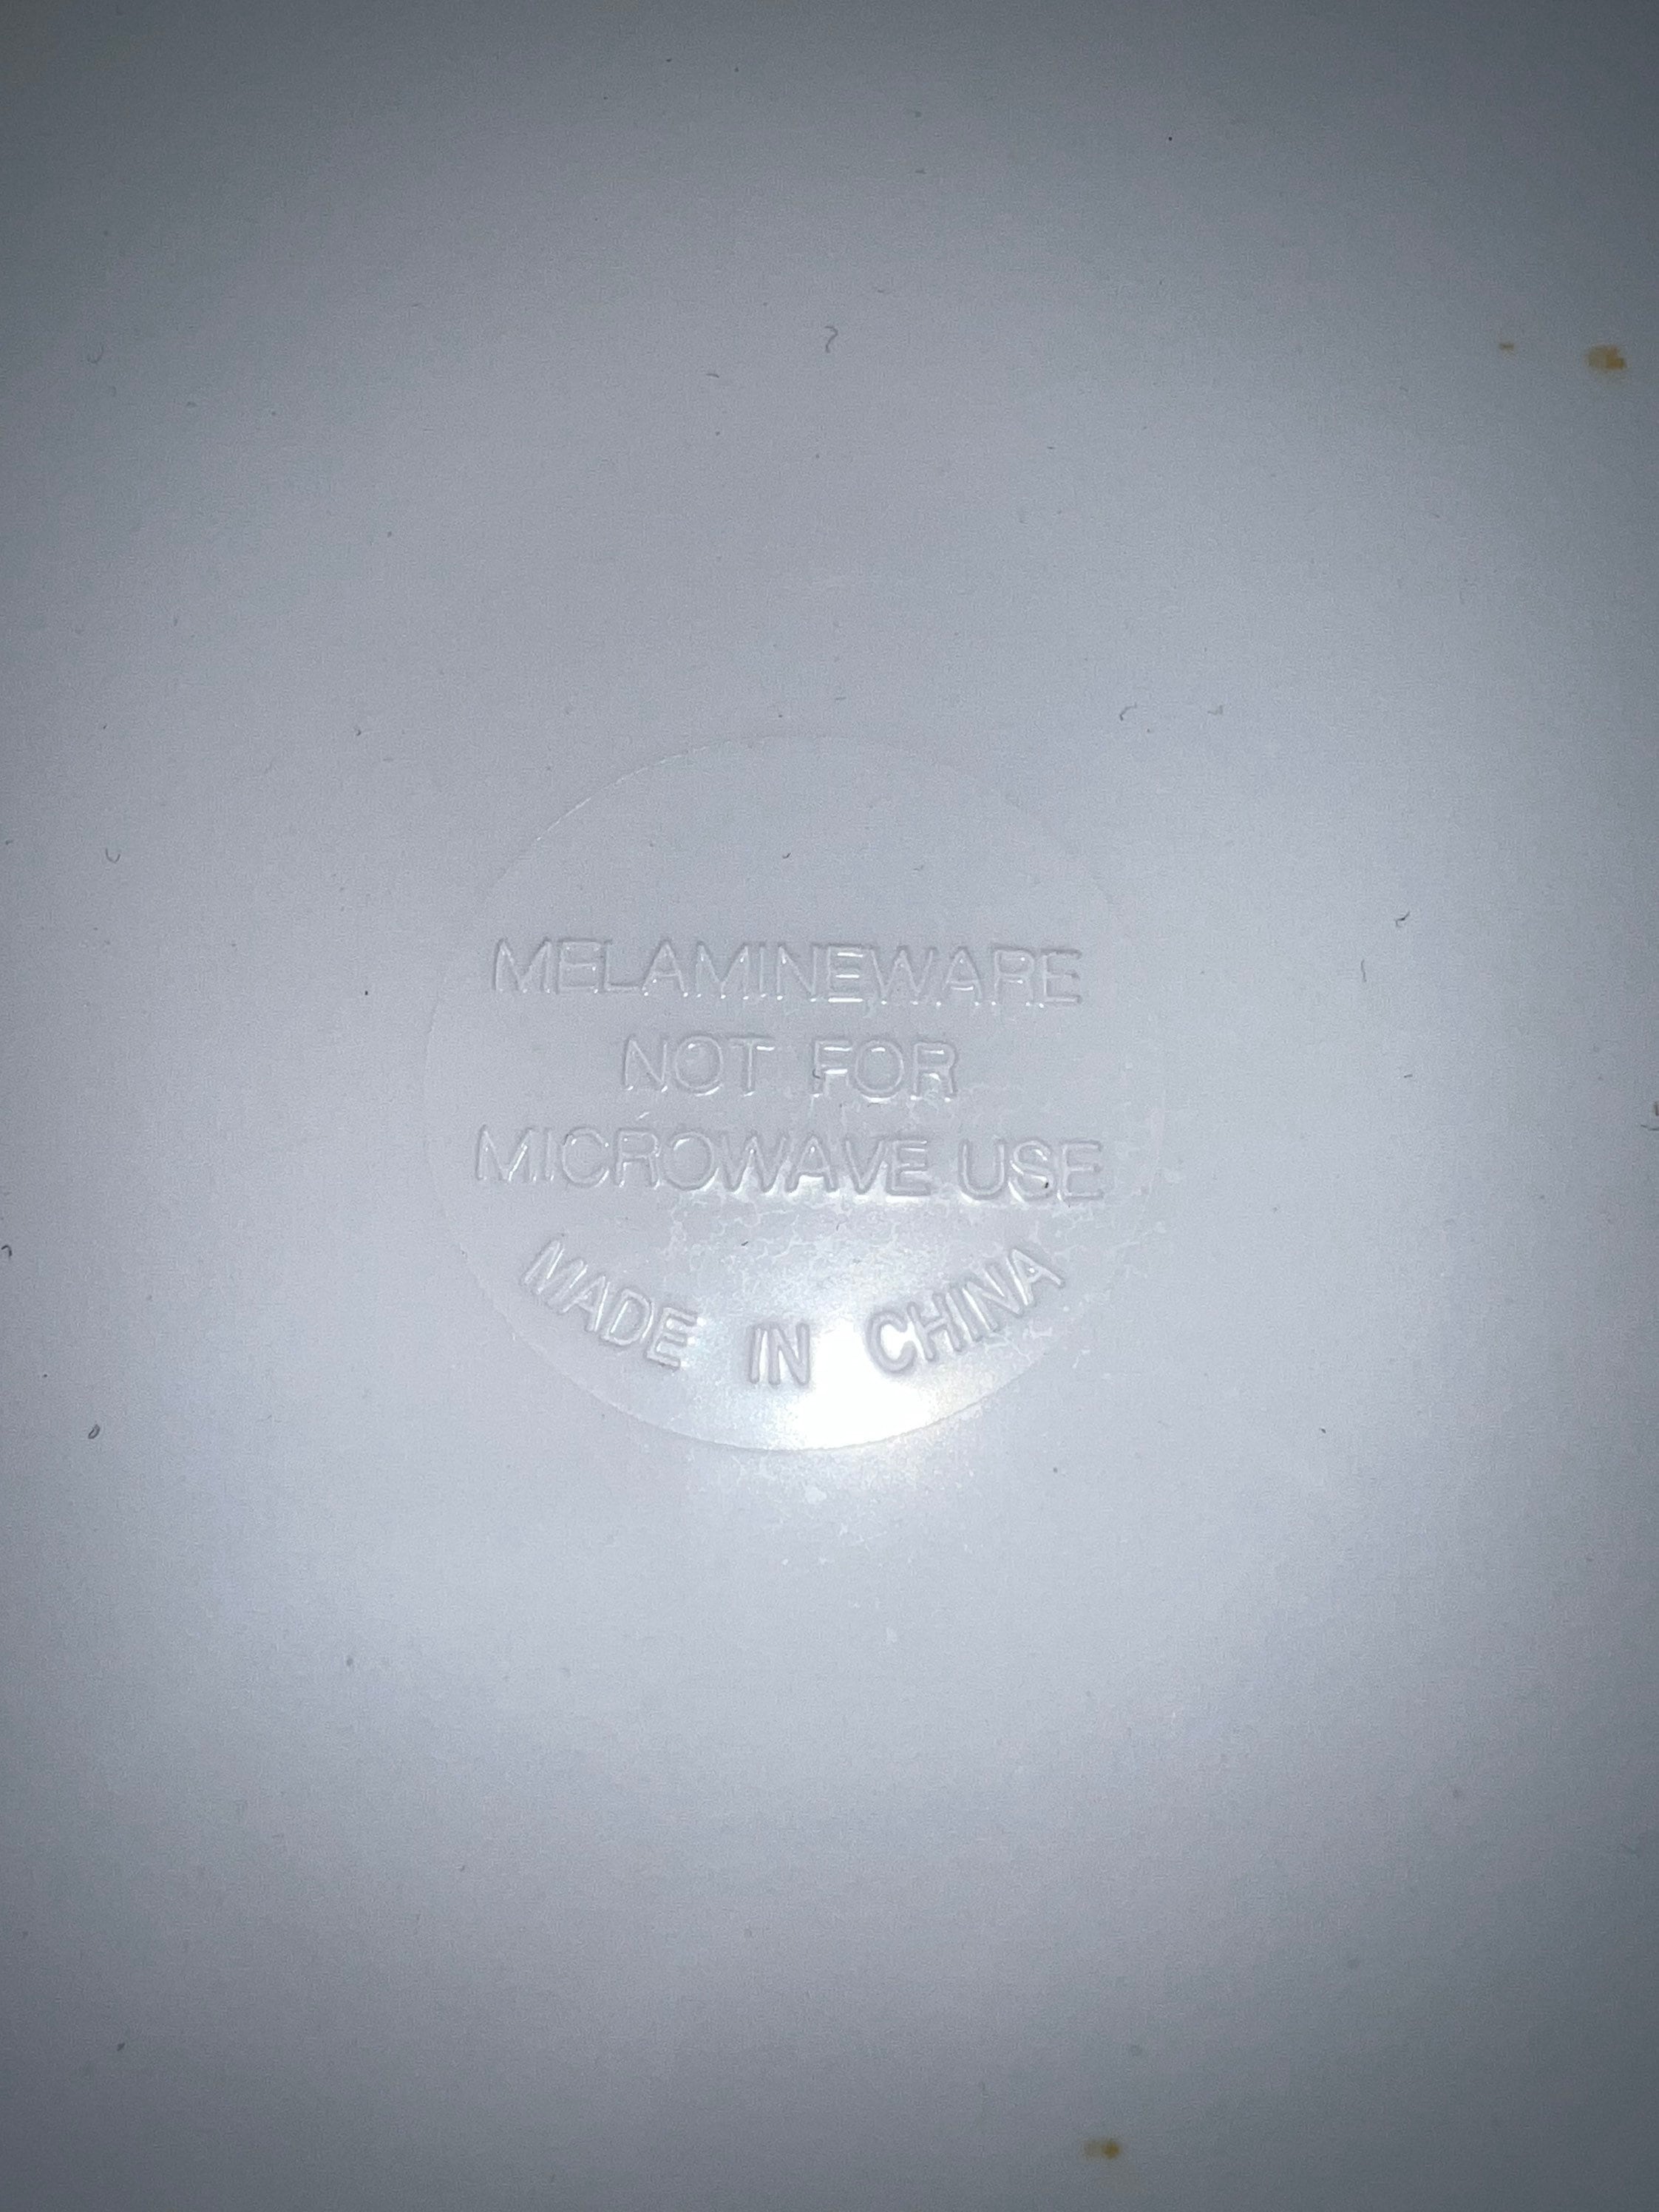 MELAMINEWARE
NOT FOR
MICROWAVE USE
MADE IN CHINA